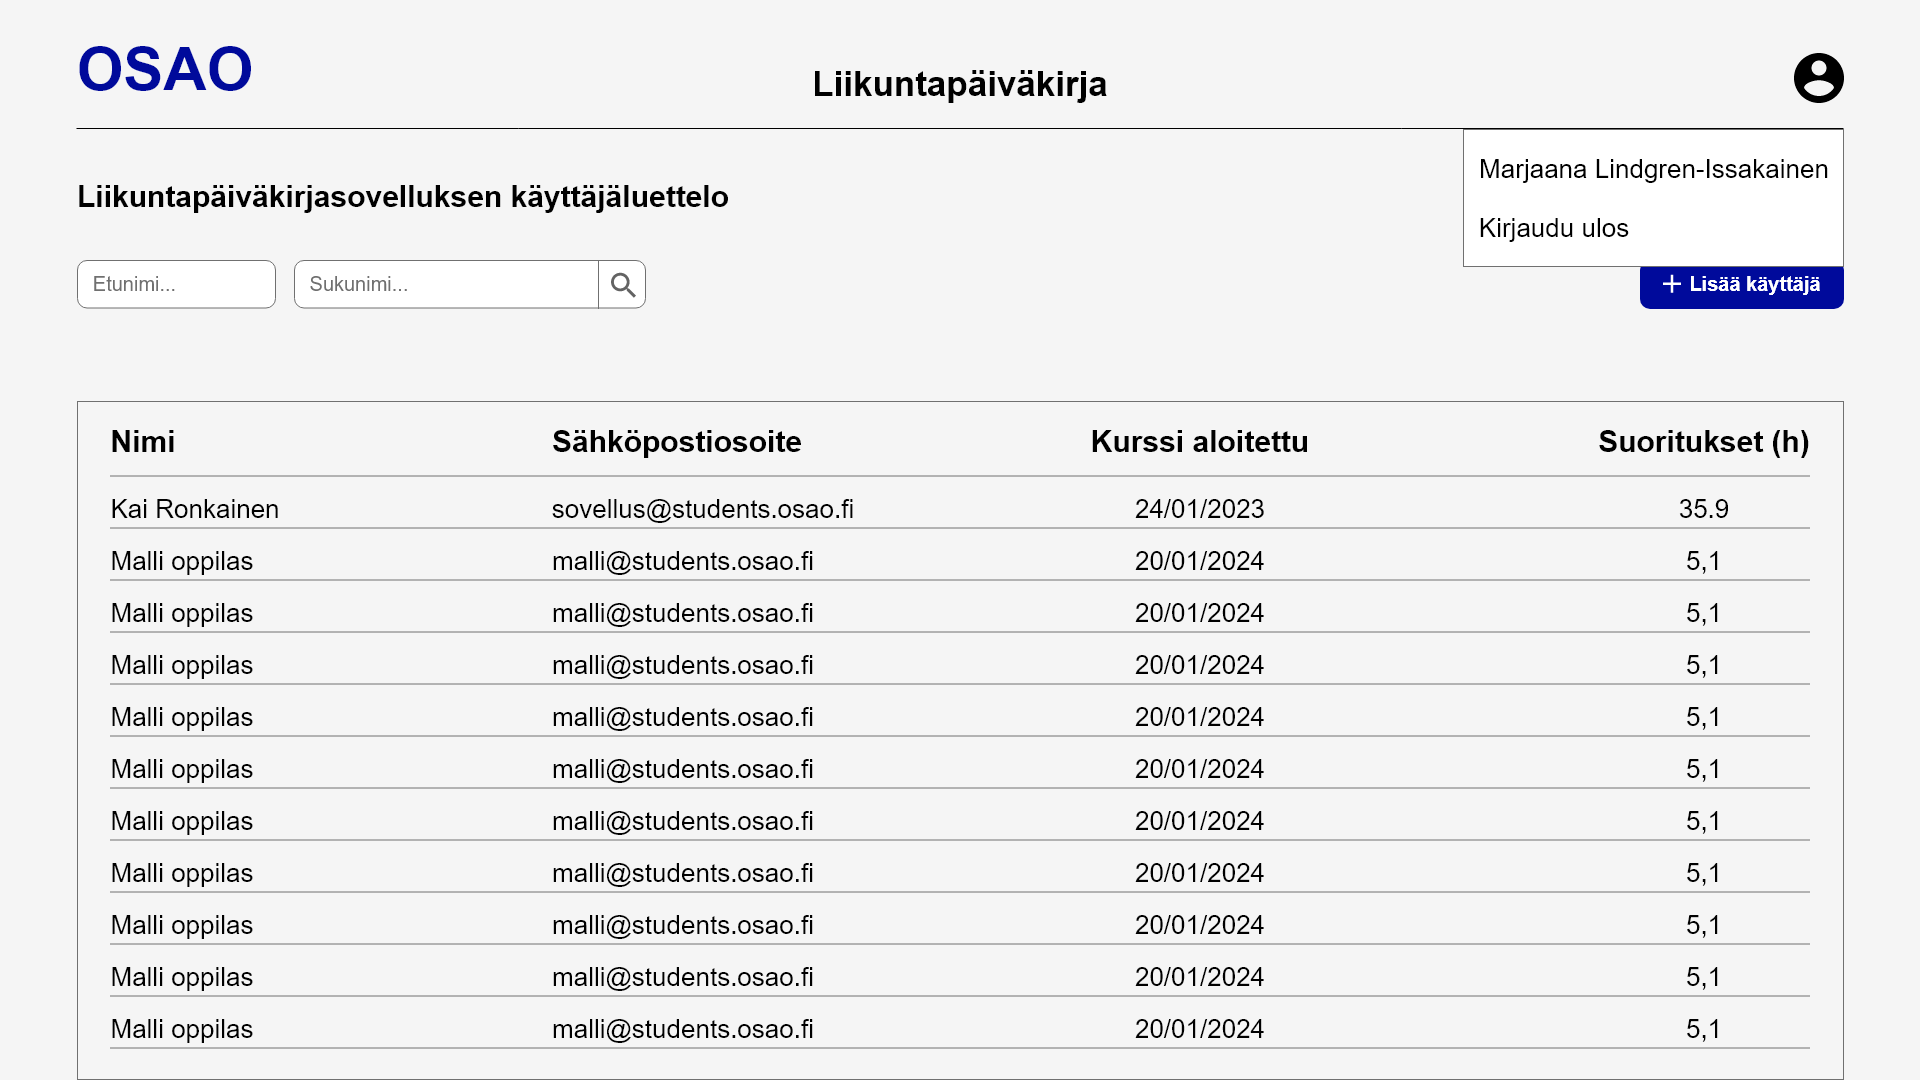 OSAO
Liikuntapäiväkirja
Marjaana Lindgren-Issakainen
Kirjaudu ulos
Liikuntapäiväkirjasovelluksen käyttäjäluettelo
Etunimi... Sukunimi... + Lisää käyttäjä
Nimi Sähköpostiosoite Kurssi aloitettu Suoritukset (h)
Kai Ronkainen sovellus@students.osao.fi 24/01/2023 35.9
Malli oppilas malli@students.osao.fi 20/01/2024 5,1
Malli oppilas malli@students.osao.fi 20/01/2024 5,1
Malli oppilas malli@students.osao.fi 20/01/2024 5,1
Malli oppilas malli@students.osao.fi 20/01/2024 5,1
Malli oppilas malli@students.osao.fi 20/01/2024 5,1
Malli oppilas malli@students.osao.fi 20/01/2024 5,1
Malli oppilas malli@students.osao.fi 20/01/2024 5,1
Malli oppilas malli@students.osao.fi 20/01/2024 5,1
Malli oppilas malli@students.osao.fi 20/01/2024 5,1
Malli oppilas malli@students.osao.fi 20/01/2024 5,1